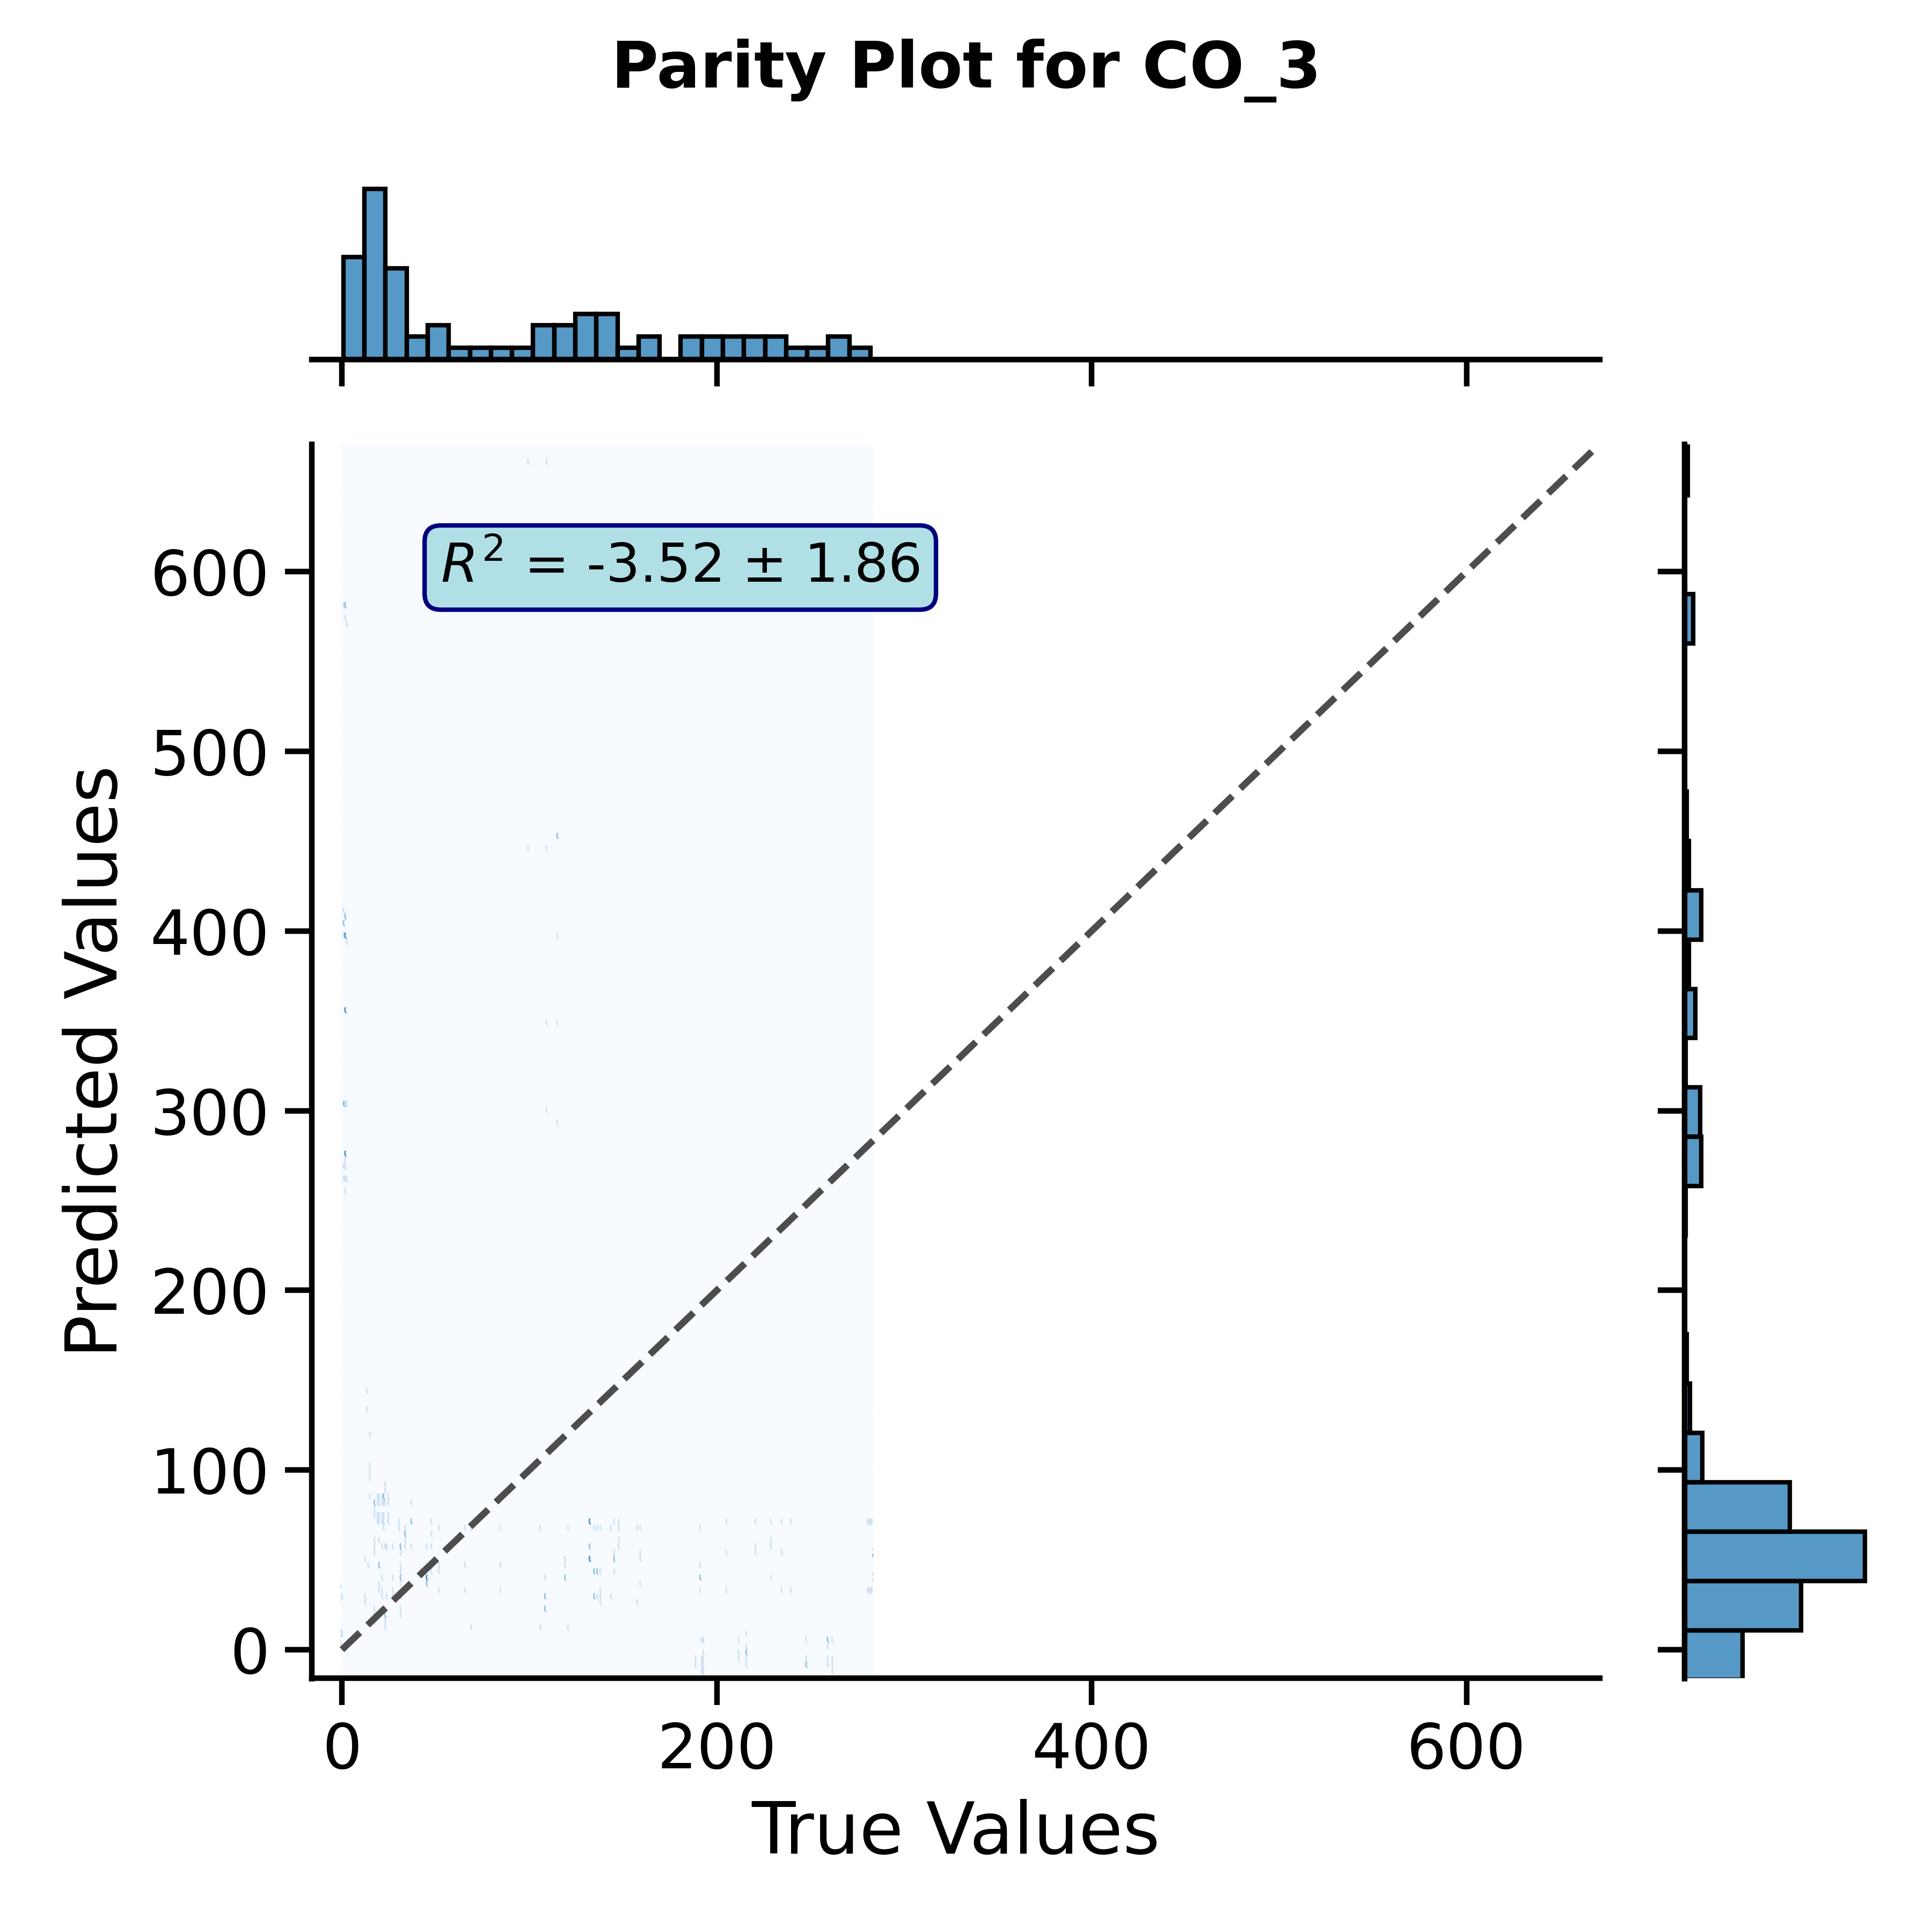 Parity Plot for CO_3
R² = -3.52 ± 1.86
Predicted Values
600
500
400
300
200
100
0
0 200 400 600
True Values